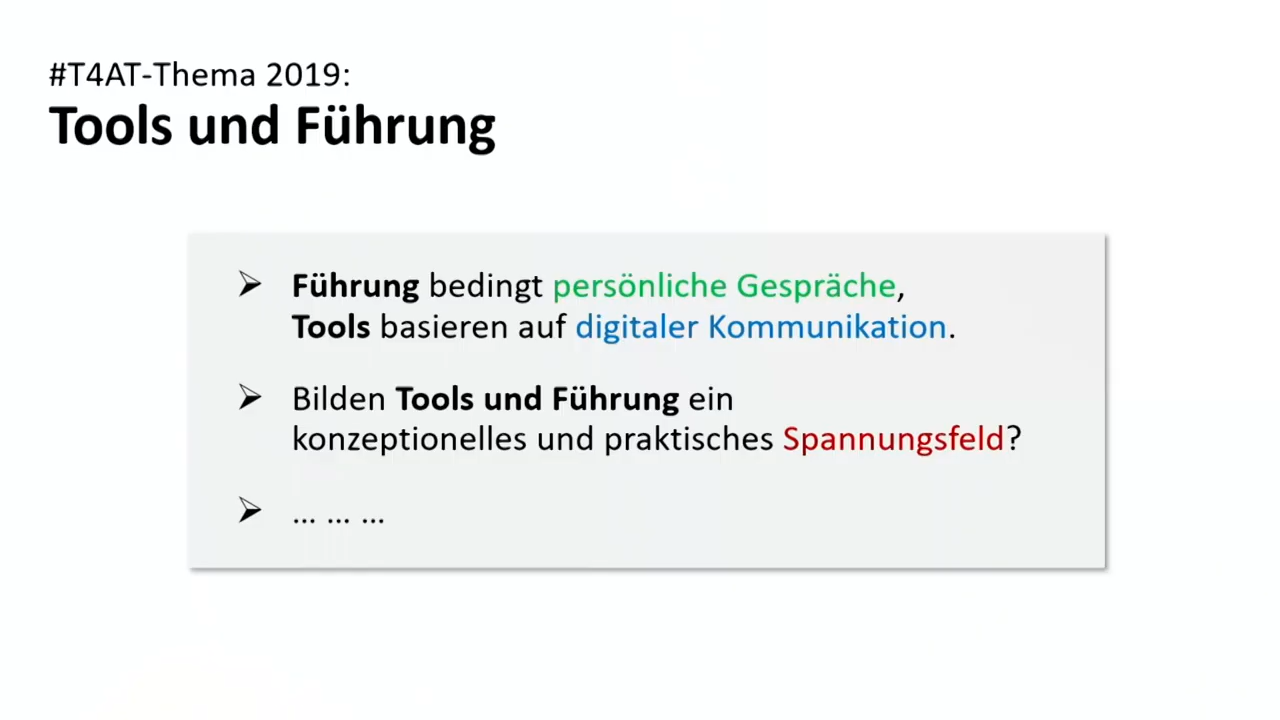 #T4AT-Thema 2019:
Tools und Führung
➢ Führung bedingt persönliche Gespräche,
Tools basieren auf digitaler Kommunikation.
➢ Bilden Tools und Führung ein
konzeptionelles und praktisches Spannungsfeld?
➢ ... ... ...